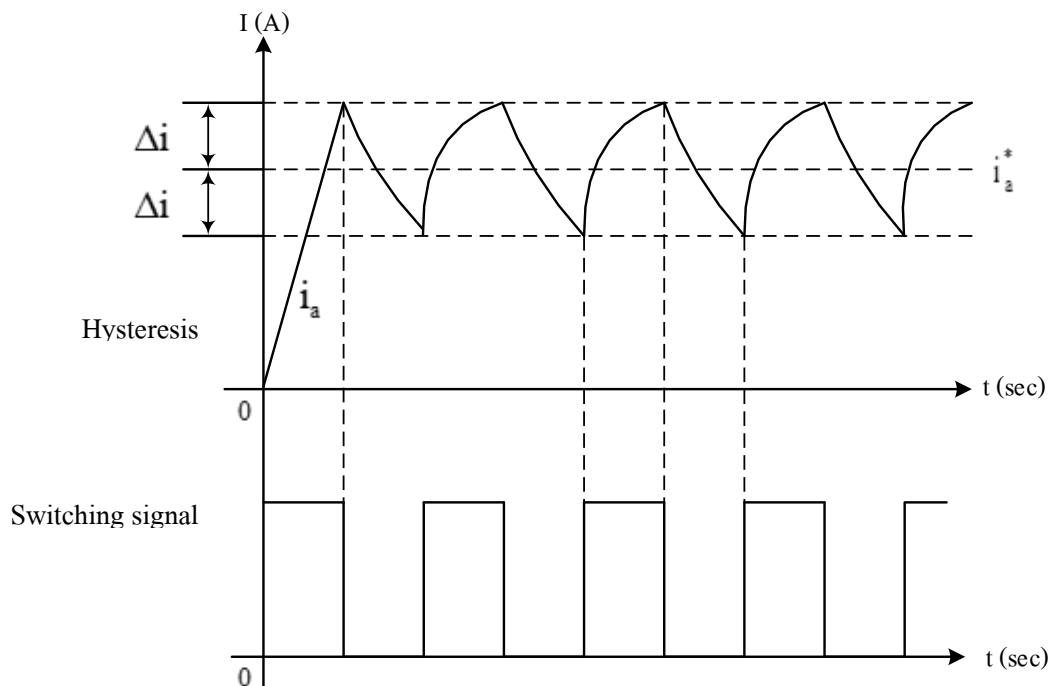 I (A)
Δi
i*a
Δi
ia
Hysteresis
t (sec)
0
Switching signal
t (sec)
0